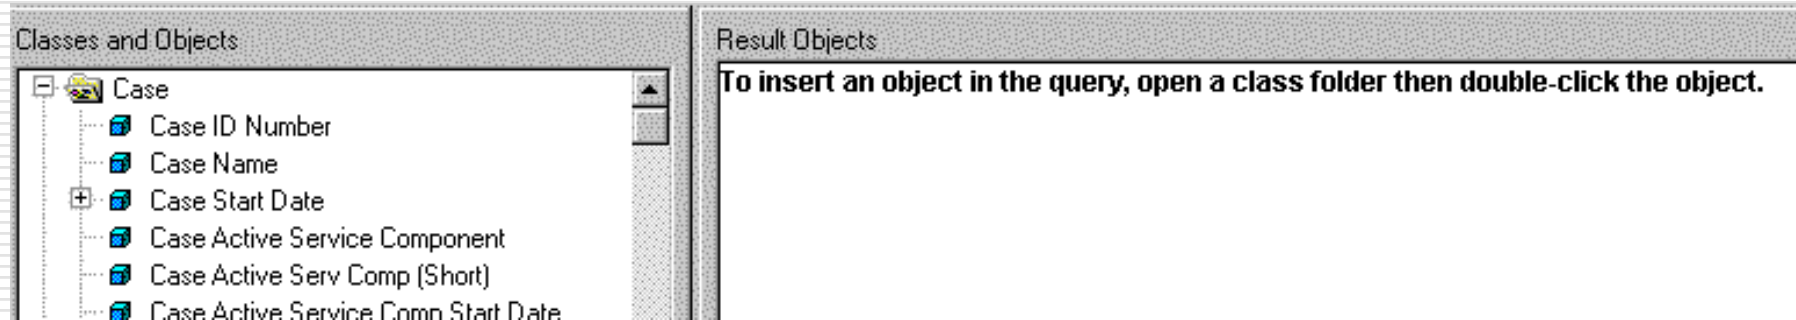 Classes and Objects
Case
Case ID Number
Case Name
Case Start Date
Case Active Service Component
Case Active Serv Comp (Short)
Case Active Service Comp Start Date
Result Objects
To insert an object in the query, open a class folder then double-click the object.